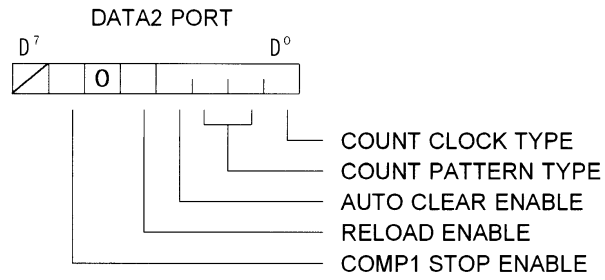 DATA2 PORT
D⁷ D⁰
0
COUNT CLOCK TYPE
COUNT PATTERN TYPE
AUTO CLEAR ENABLE
RELOAD ENABLE
COMP1 STOP ENABLE